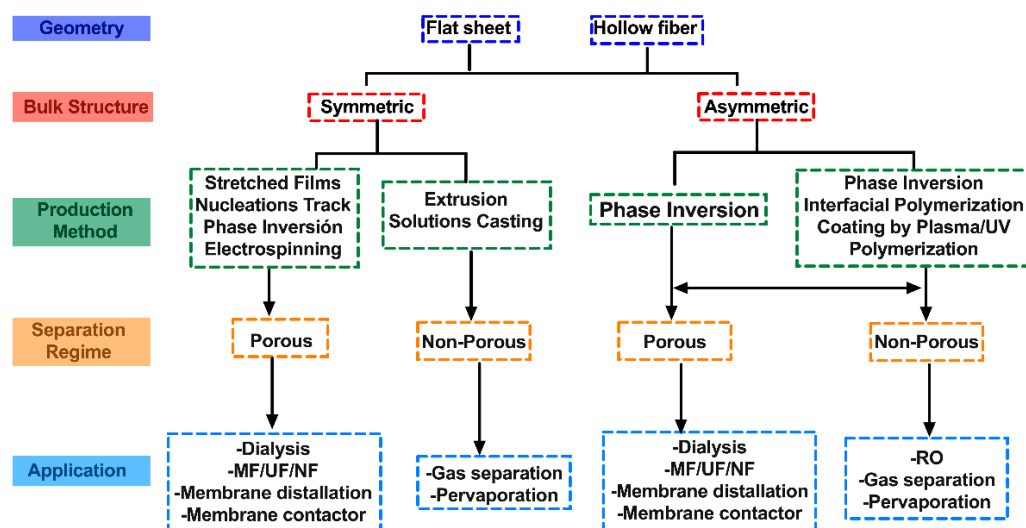 Geometry
Flat sheet
Hollow fiber
Bulk Structure
Symmetric
Asymmetric
Production
Method
Stretched Films
Nucleations Track
Phase Inversión
Electrospinning
Extrusion
Solutions Casting
Phase Inversion
Phase Inversion
Interfacial Polymerization
Coating by Plasma/UV
Polymerization
Separation
Regime
Porous
Non-Porous
Porous
Non-Porous
Application
-Dialysis
-MF/UF/NF
-Membrane distallation
-Membrane contactor
-Gas separation
-Pervaporation
-Dialysis
-MF/UF/NF
-Membrane distallation
-Membrane contactor
-RO
-Gas separation
-Pervaporation